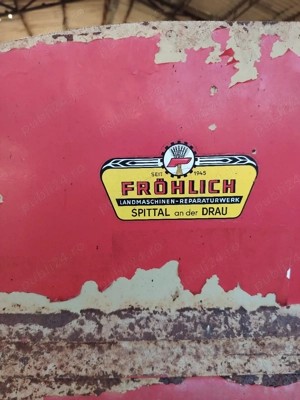 SEIT 1945
FRÖHLICH
LANDMASCHINEN-REPARATURWERK
SPITTAL an der DRAU